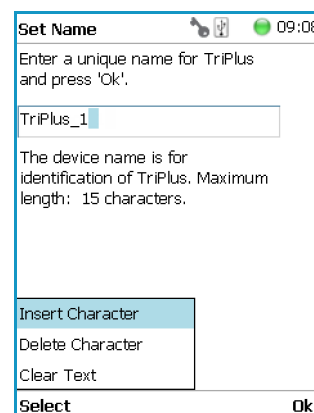 Set Name 09:08
Enter a unique name for TriPlus
and press 'Ok'.
TriPlus_1
The device name is for
identification of TriPlus. Maximum
length: 15 characters.
Insert Character
Delete Character
Clear Text
Select Ok